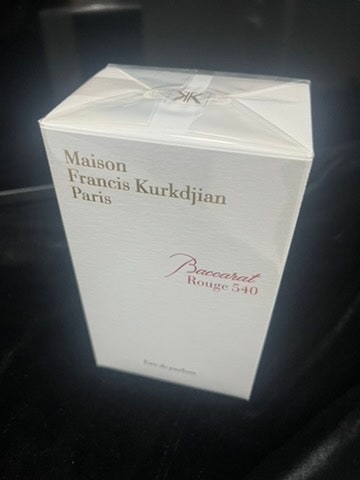 Maison
Francis Kurkdjian
Paris
Baccarat
Rouge 540
Eau de parfum